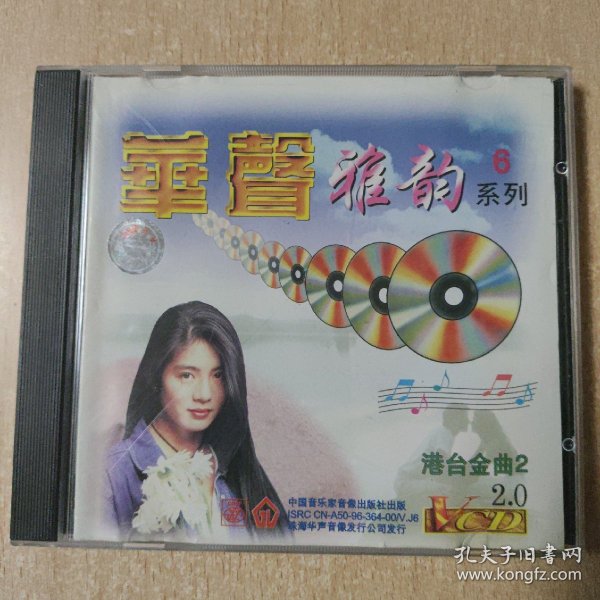 華聲雅韵 6
系列
港台金曲2
2.0
VCD
中国音乐家音像出版社出版
ISRC CN-A50-96-364-00/V.J6
珠海华声音像发行公司发行
孔夫子旧书网
www.kongfz.com